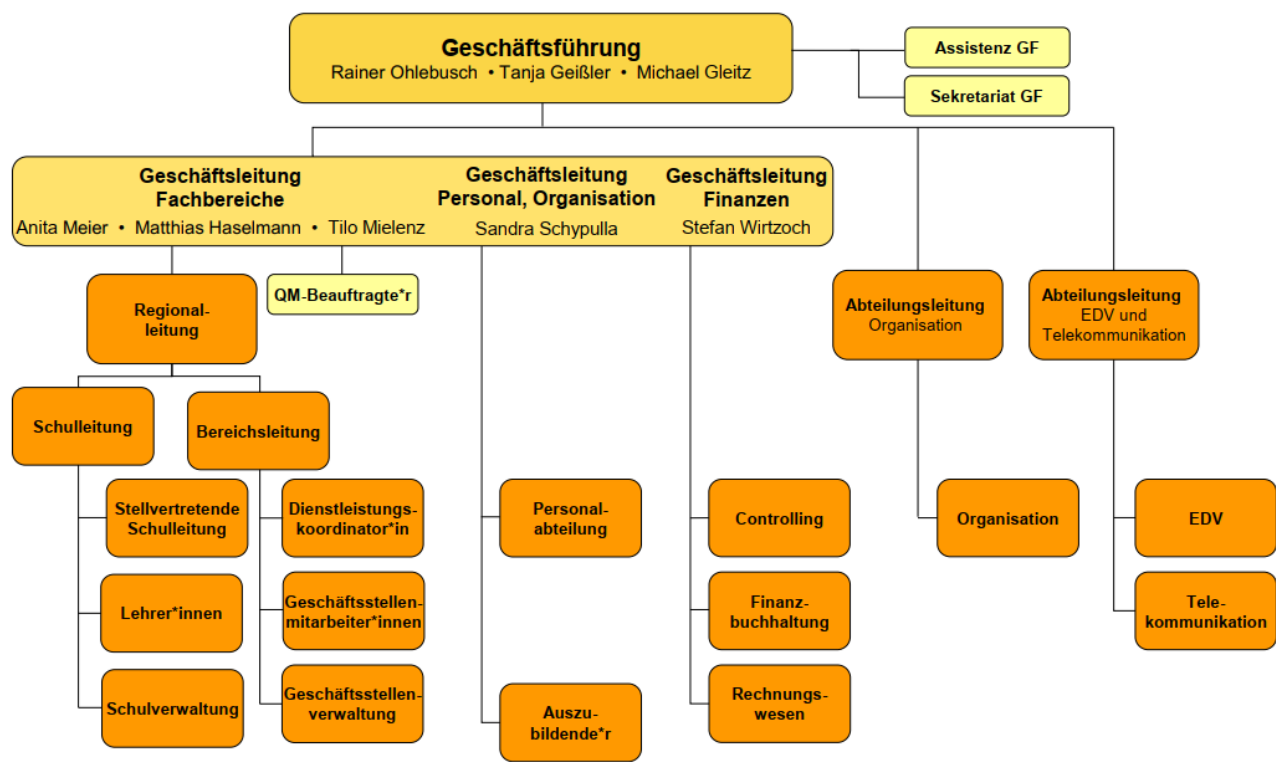 Geschäftsführung
Rainer Ohlebusch • Tanja Geißler • Michael Gleitz
Assistenz GF
Sekretariat GF
Geschäftsleitung
Fachbereiche
Anita Meier • Matthias Haselmann • Tilo Mielenz
Geschäftsleitung
Personal, Organisation
Sandra Schypulla
Geschäftsleitung
Finanzen
Stefan Wirtzoch
Regional-
leitung
QM-Beauftragte*r
Abteilungsleitung
Organisation
Abteilungsleitung
EDV und
Telekommunikation
Schulleitung
Bereichsleitung
Stellvertretende
Schulleitung
Dienstleistungs-
koordinator*in
Personal-
abteilung
Controlling
Organisation
EDV
Lehrer*innen
Geschäftsstellen-
mitarbeiter*innen
Finanz-
buchhaltung
Tele-
kommunikation
Schulverwaltung
Geschäftsstellen-
verwaltung
Auszu-
bildende*r
Rechnungs-
wesen